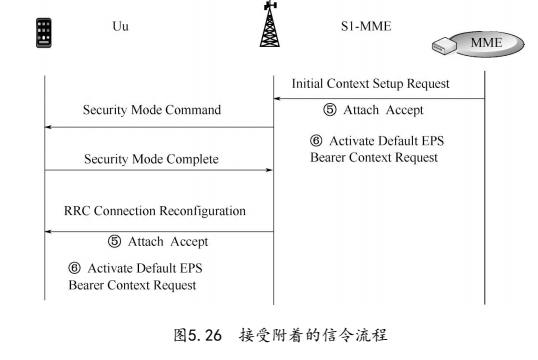 Uu
S1-MME
MME
Initial Context Setup Request
⑤ Attach Accept
Security Mode Command
⑥ Activate Default EPS
Bearer Context Request
Security Mode Complete
RRC Connection Reconfiguration
⑤ Attach Accept
⑥ Activate Default EPS
Bearer Context Request
图5.26 接受附着的信令流程